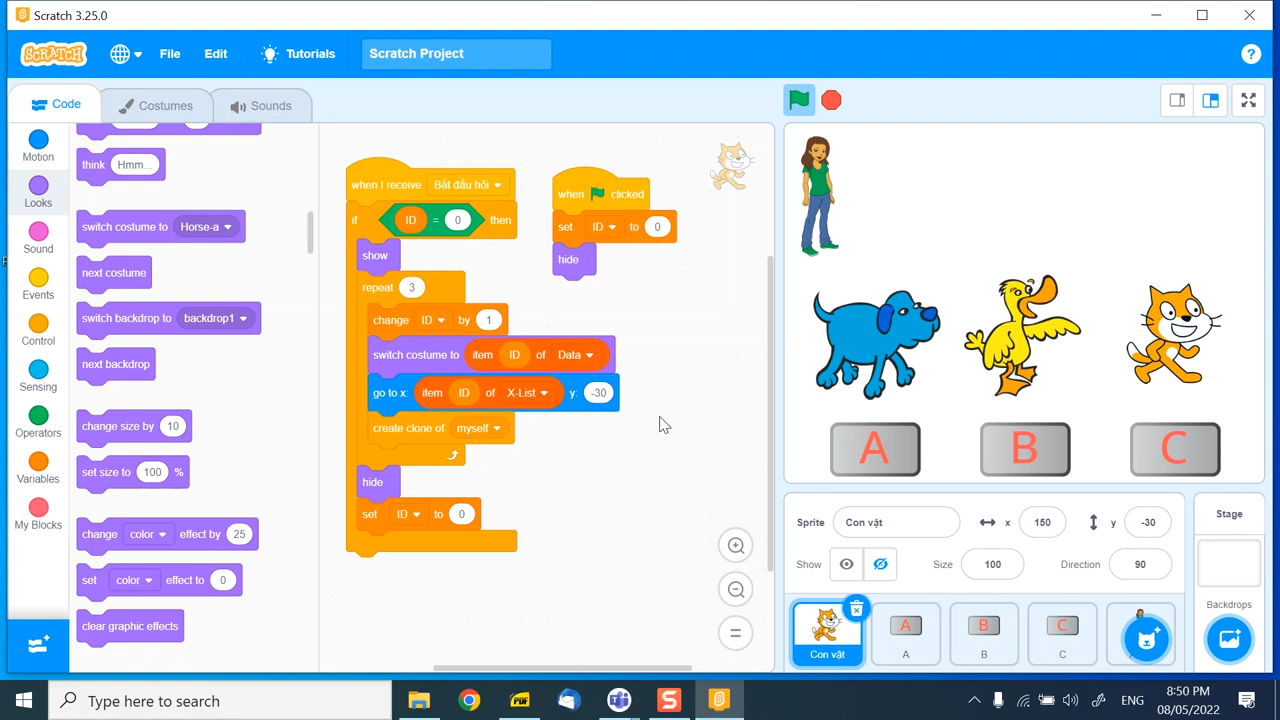 Scratch 3.25.0
SCRATCH
File
Edit
Tutorials
Scratch Project
?
Code
Costumes
Sounds
Motion
Looks
Sound
Events
Control
Sensing
Operators
Variables
My Blocks
think Hmm...
switch costume to Horse-a
next costume
switch backdrop to backdrop1
next backdrop
change size by 10
set size to 100 %
change color effect by 25
set color effect to 0
clear graphic effects
when I receive Bắt đầu hỏi
if ID = 0 then
show
repeat 3
change ID by 1
switch costume to item ID of Data
go to x: item ID of X-List y: -30
create clone of myself
hide
set ID to 0
when clicked
set ID to 0
hide
A
B
C
Sprite Con vật x 150 y -30
Show Size 100 Direction 90
Con vật
A
A
B
B
C
C
Stage
Backdrops
Type here to search
PDF
S
ENG
8:50 PM
08/05/2022